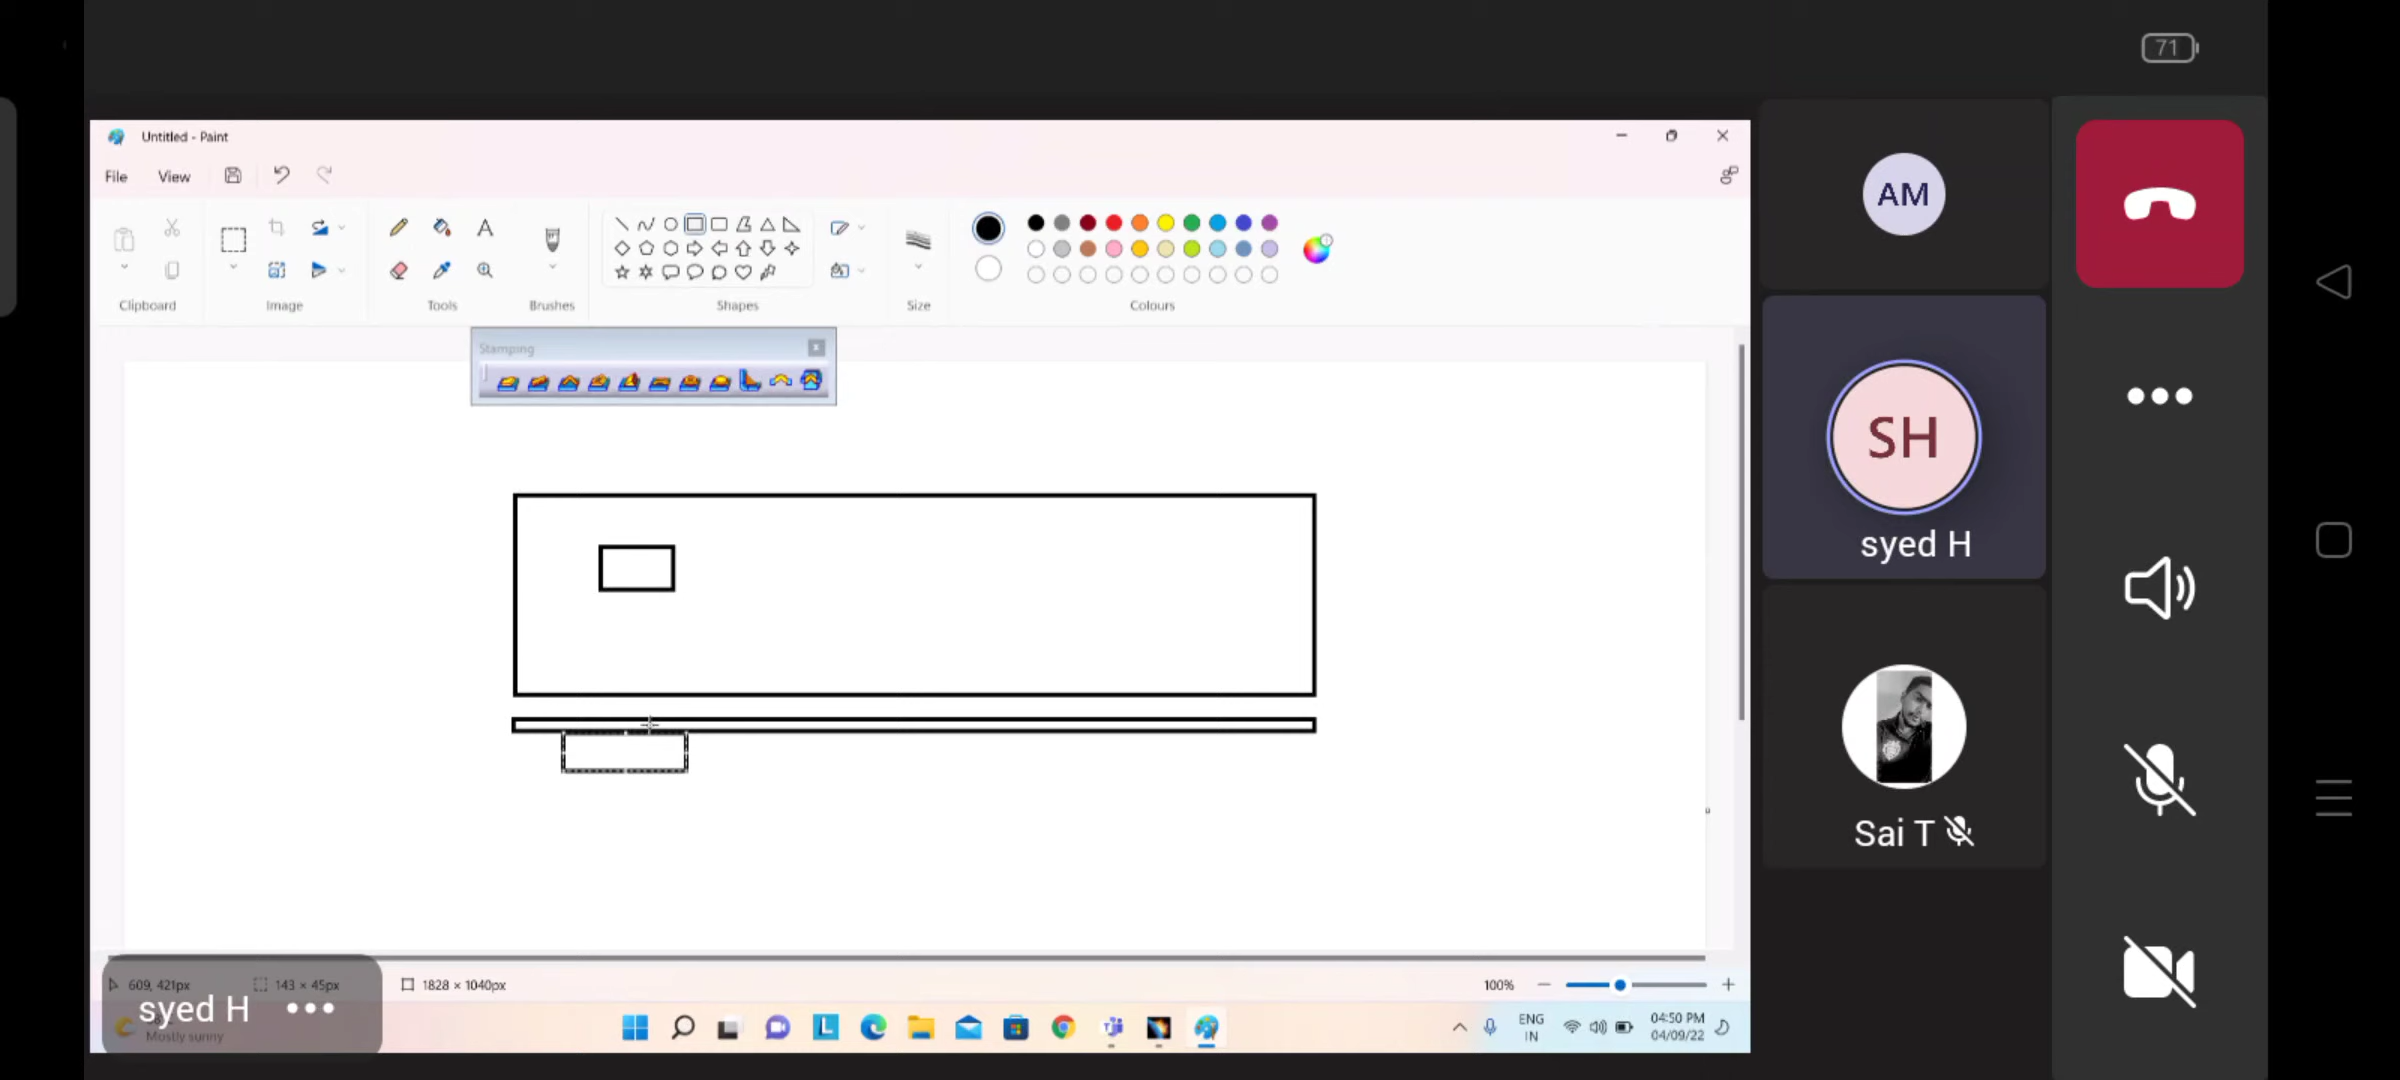 71
Untitled - Paint
File View
Clipboard Image Tools Brushes Shapes Size Colours
Stamping
AM
SH
syed H
Sai T
609, 421px 143 × 45px 1828 × 1040px 100%
syed H
Mostly sunny
ENG
IN
04:50 PM
04/09/22